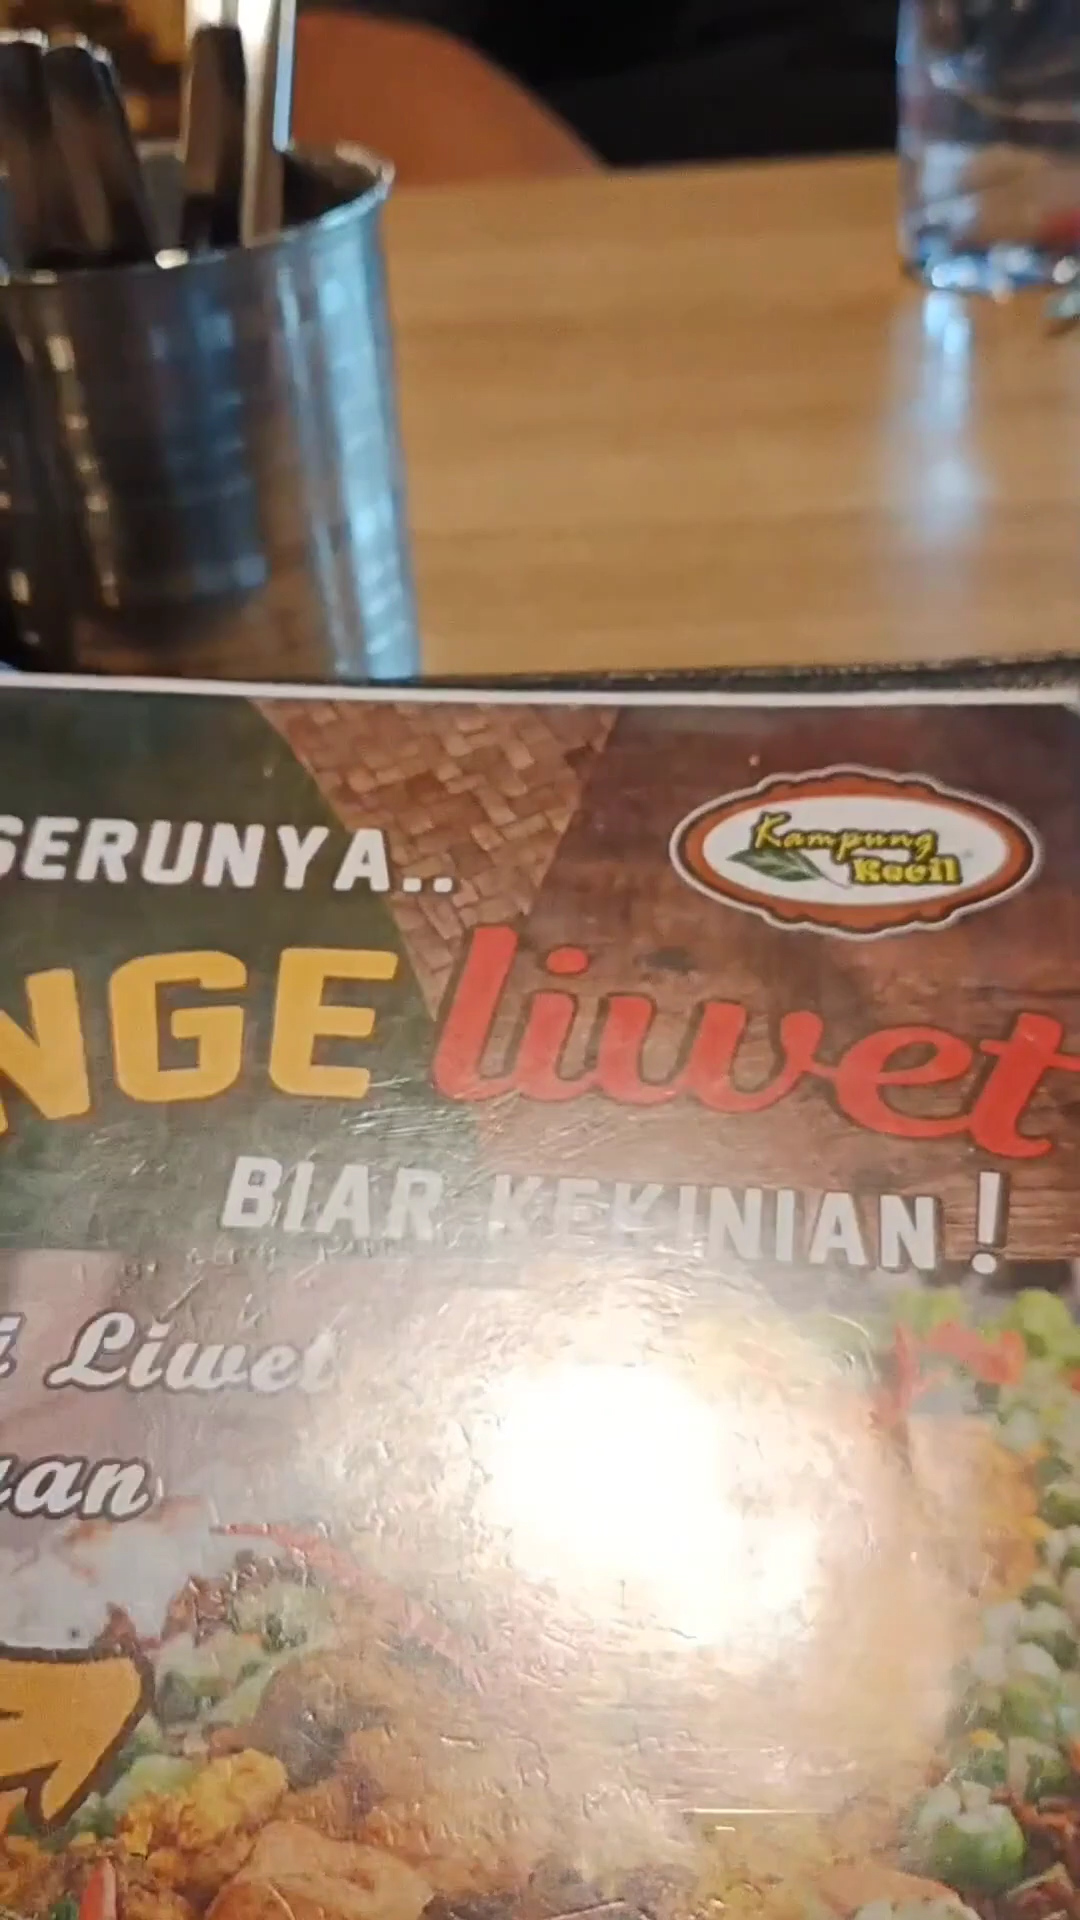 SERUNYA..
Kampung
Kecil
NGE liwet
BIAR KEKINIAN!
i Liwet
an